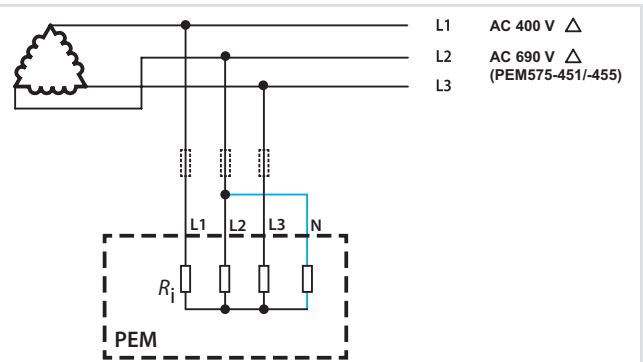 L1 AC 400 V △
L2 AC 690 V △
(PEM575-451/-455)
L3
L1 L2 L3 N
Ri
PEM